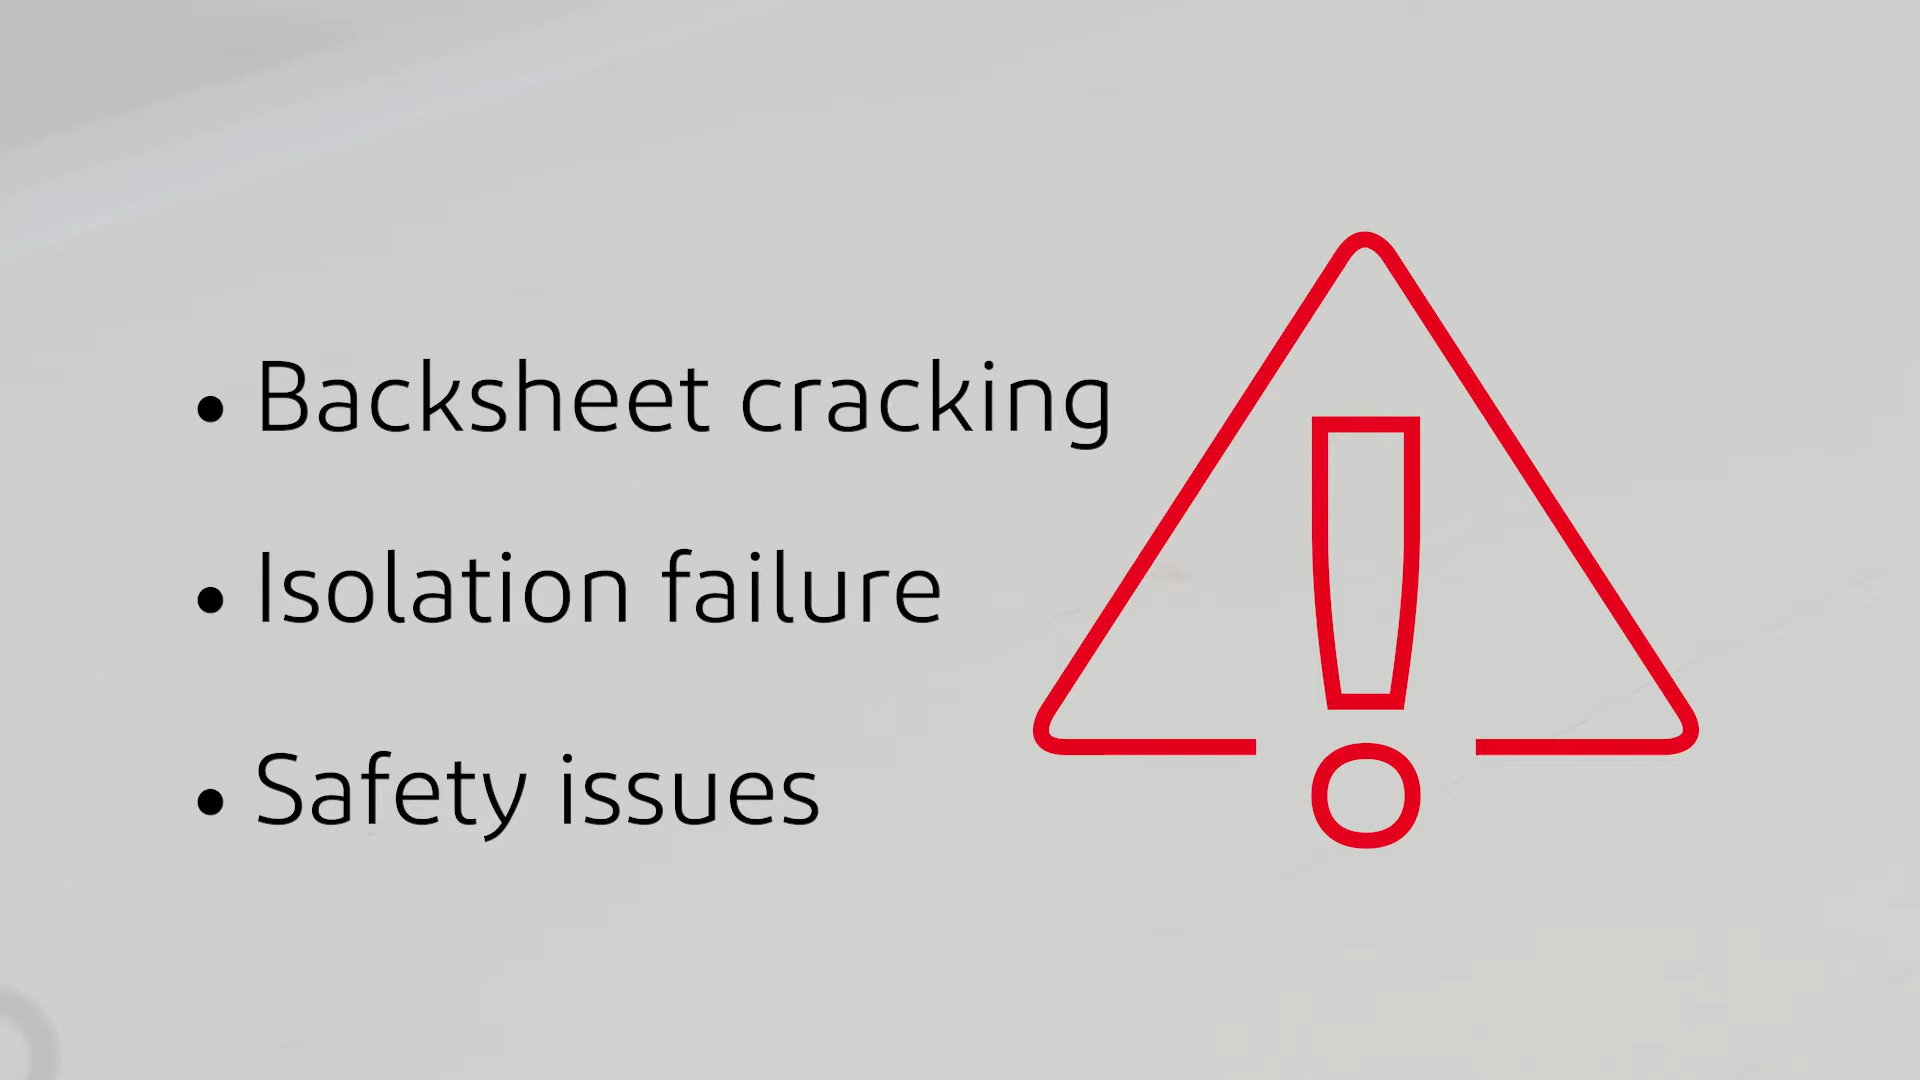 • Backsheet cracking
• Isolation failure
• Safety issues